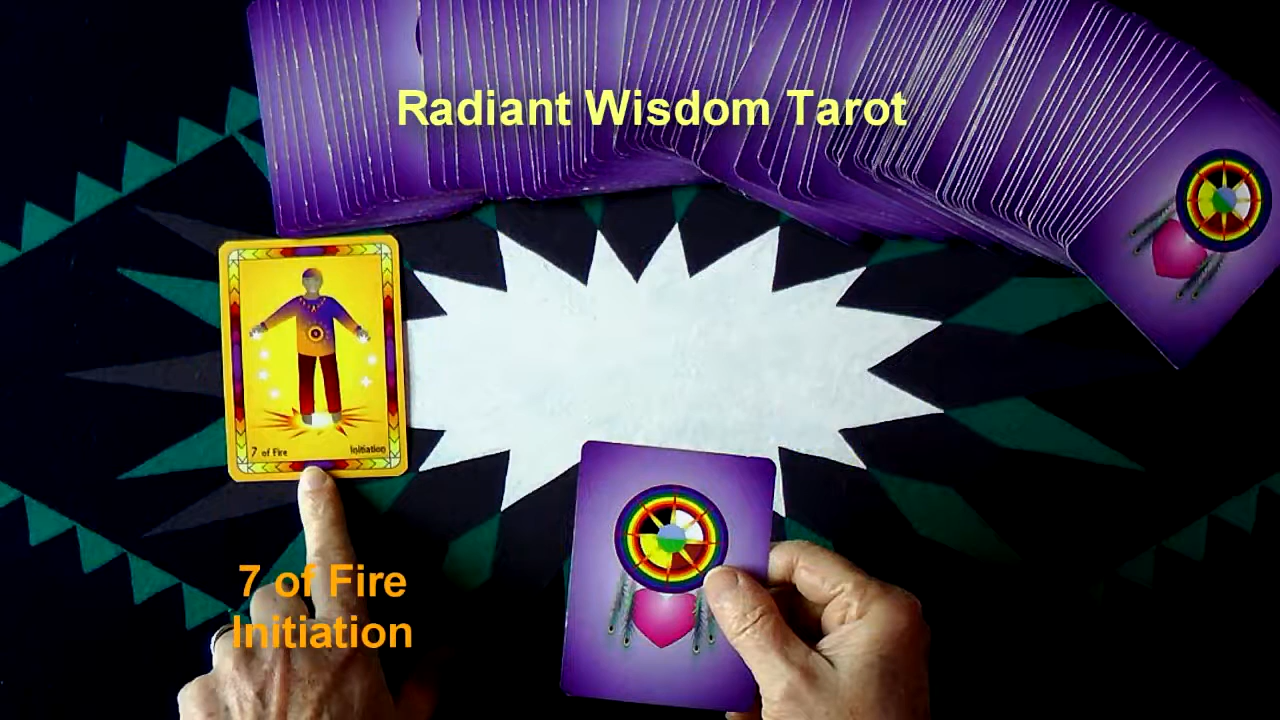 Radiant Wisdom Tarot
7 of Fire
Initiation
7 of Fire
Initiation